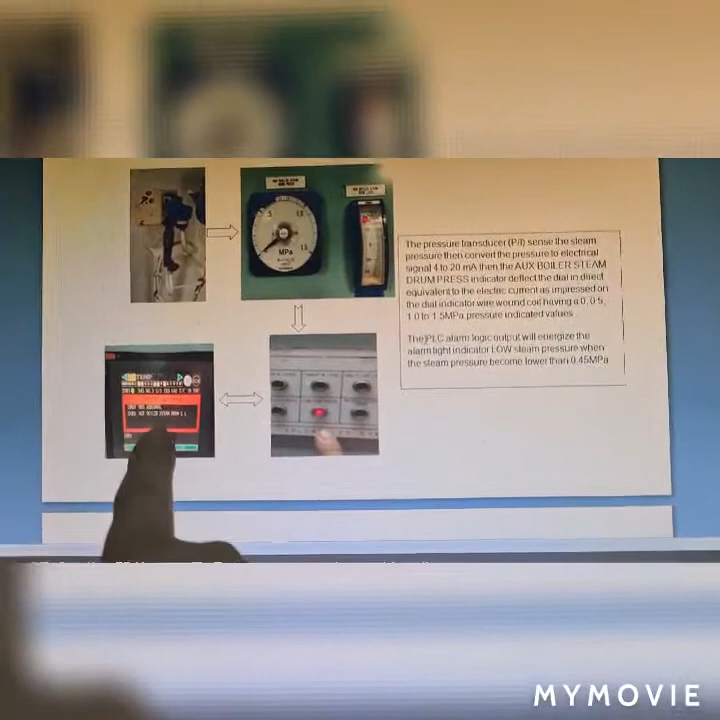 MPa
TEMP
The pressure transducer (P/I) sense the steam
pressure then convert the pressure to electrical
signal 4 to 20 mA then the AUX BOILER STEAM
DRUM PRESS indicator deflect the dial in direct
equivalent to the electric current as impressed on
the dial indicator wire wound coil having a 0, 0.5,
1.0 to 1.5MPa pressure indicated values
The PLC alarm logic output will energize the
alarm light indicator LOW steam pressure when
the steam pressure become lower than 0.45MPa
MYMOVIE